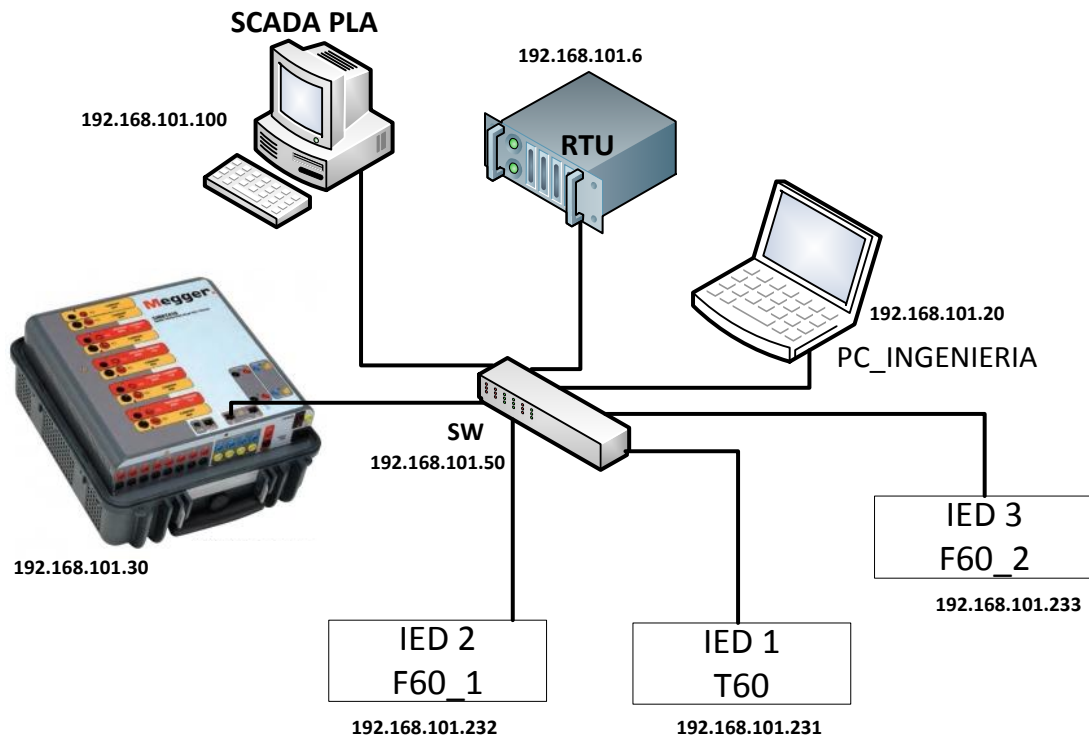 SCADA PLA
192.168.101.6
192.168.101.100
RTU
Megger.
192.168.101.20
PC_INGENIERIA
SW
192.168.101.50
192.168.101.30
IED 3
F60_2
192.168.101.233
IED 2
F60_1
192.168.101.232
IED 1
T60
192.168.101.231